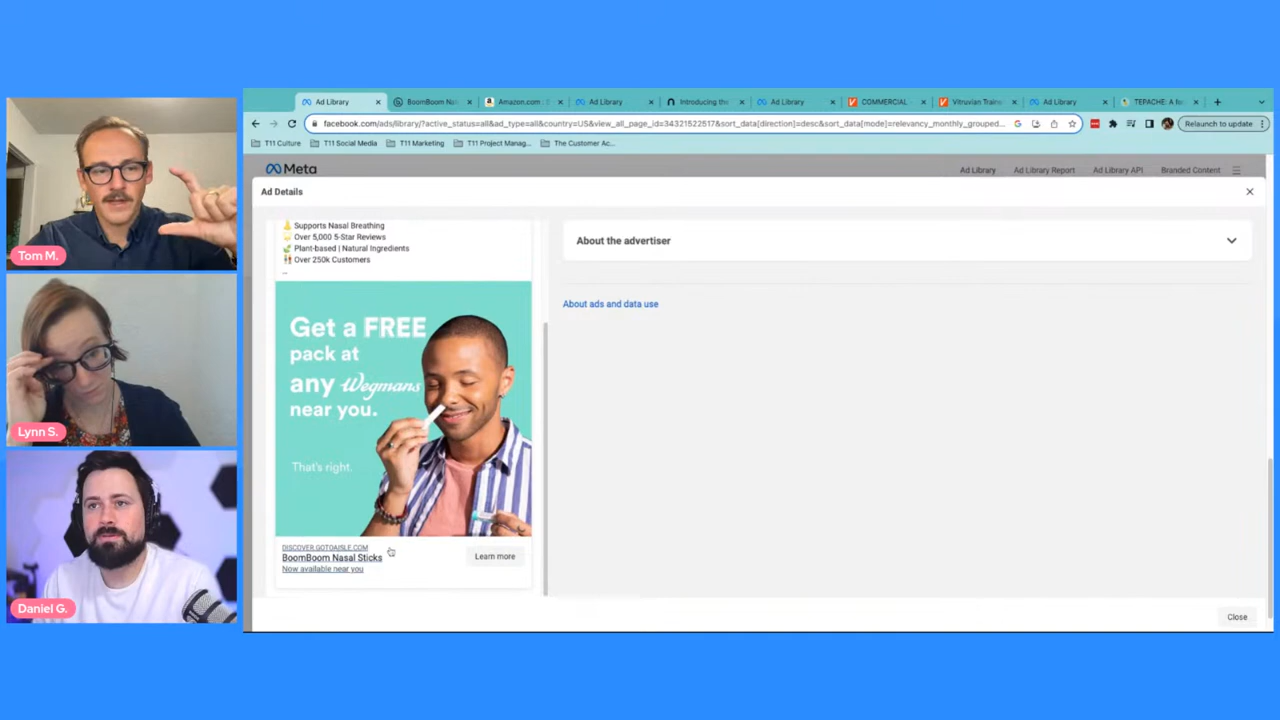 Tom M.
Lynn S.
Daniel G.
Ad Library
BoomBoom Nas
Amazon.com :
Ad Library
Introducing the
Ad Library
COMMERCIAL
Vitruvian Traine
Ad Library
TEPACHE: A
facebook.com/ads/library/?active_status=all&ad_type=all&country=US&view_all_page_id=34321522517&sort_data[direction]=desc&sort_data[mode]=relevancy_monthly_grouped...
Relaunch to update
T11 Culture
T11 Social Media
T11 Marketing
T11 Project Manag...
The Customer Ac...
Meta
Ad Library
Ad Library Report
Ad Library API
Branded Content
Ad Details
Supports Nasal Breathing
Over 5,000 5-Star Reviews
Plant-based | Natural Ingredients
Over 250k Customers
...
Get a FREE
pack at
any Wegmans
near you.
That's right.
DISCOVER.GOTOAISLE.COM
BoomBoom Nasal Sticks
Now available near you
Learn more
About the advertiser
About ads and data use
Close